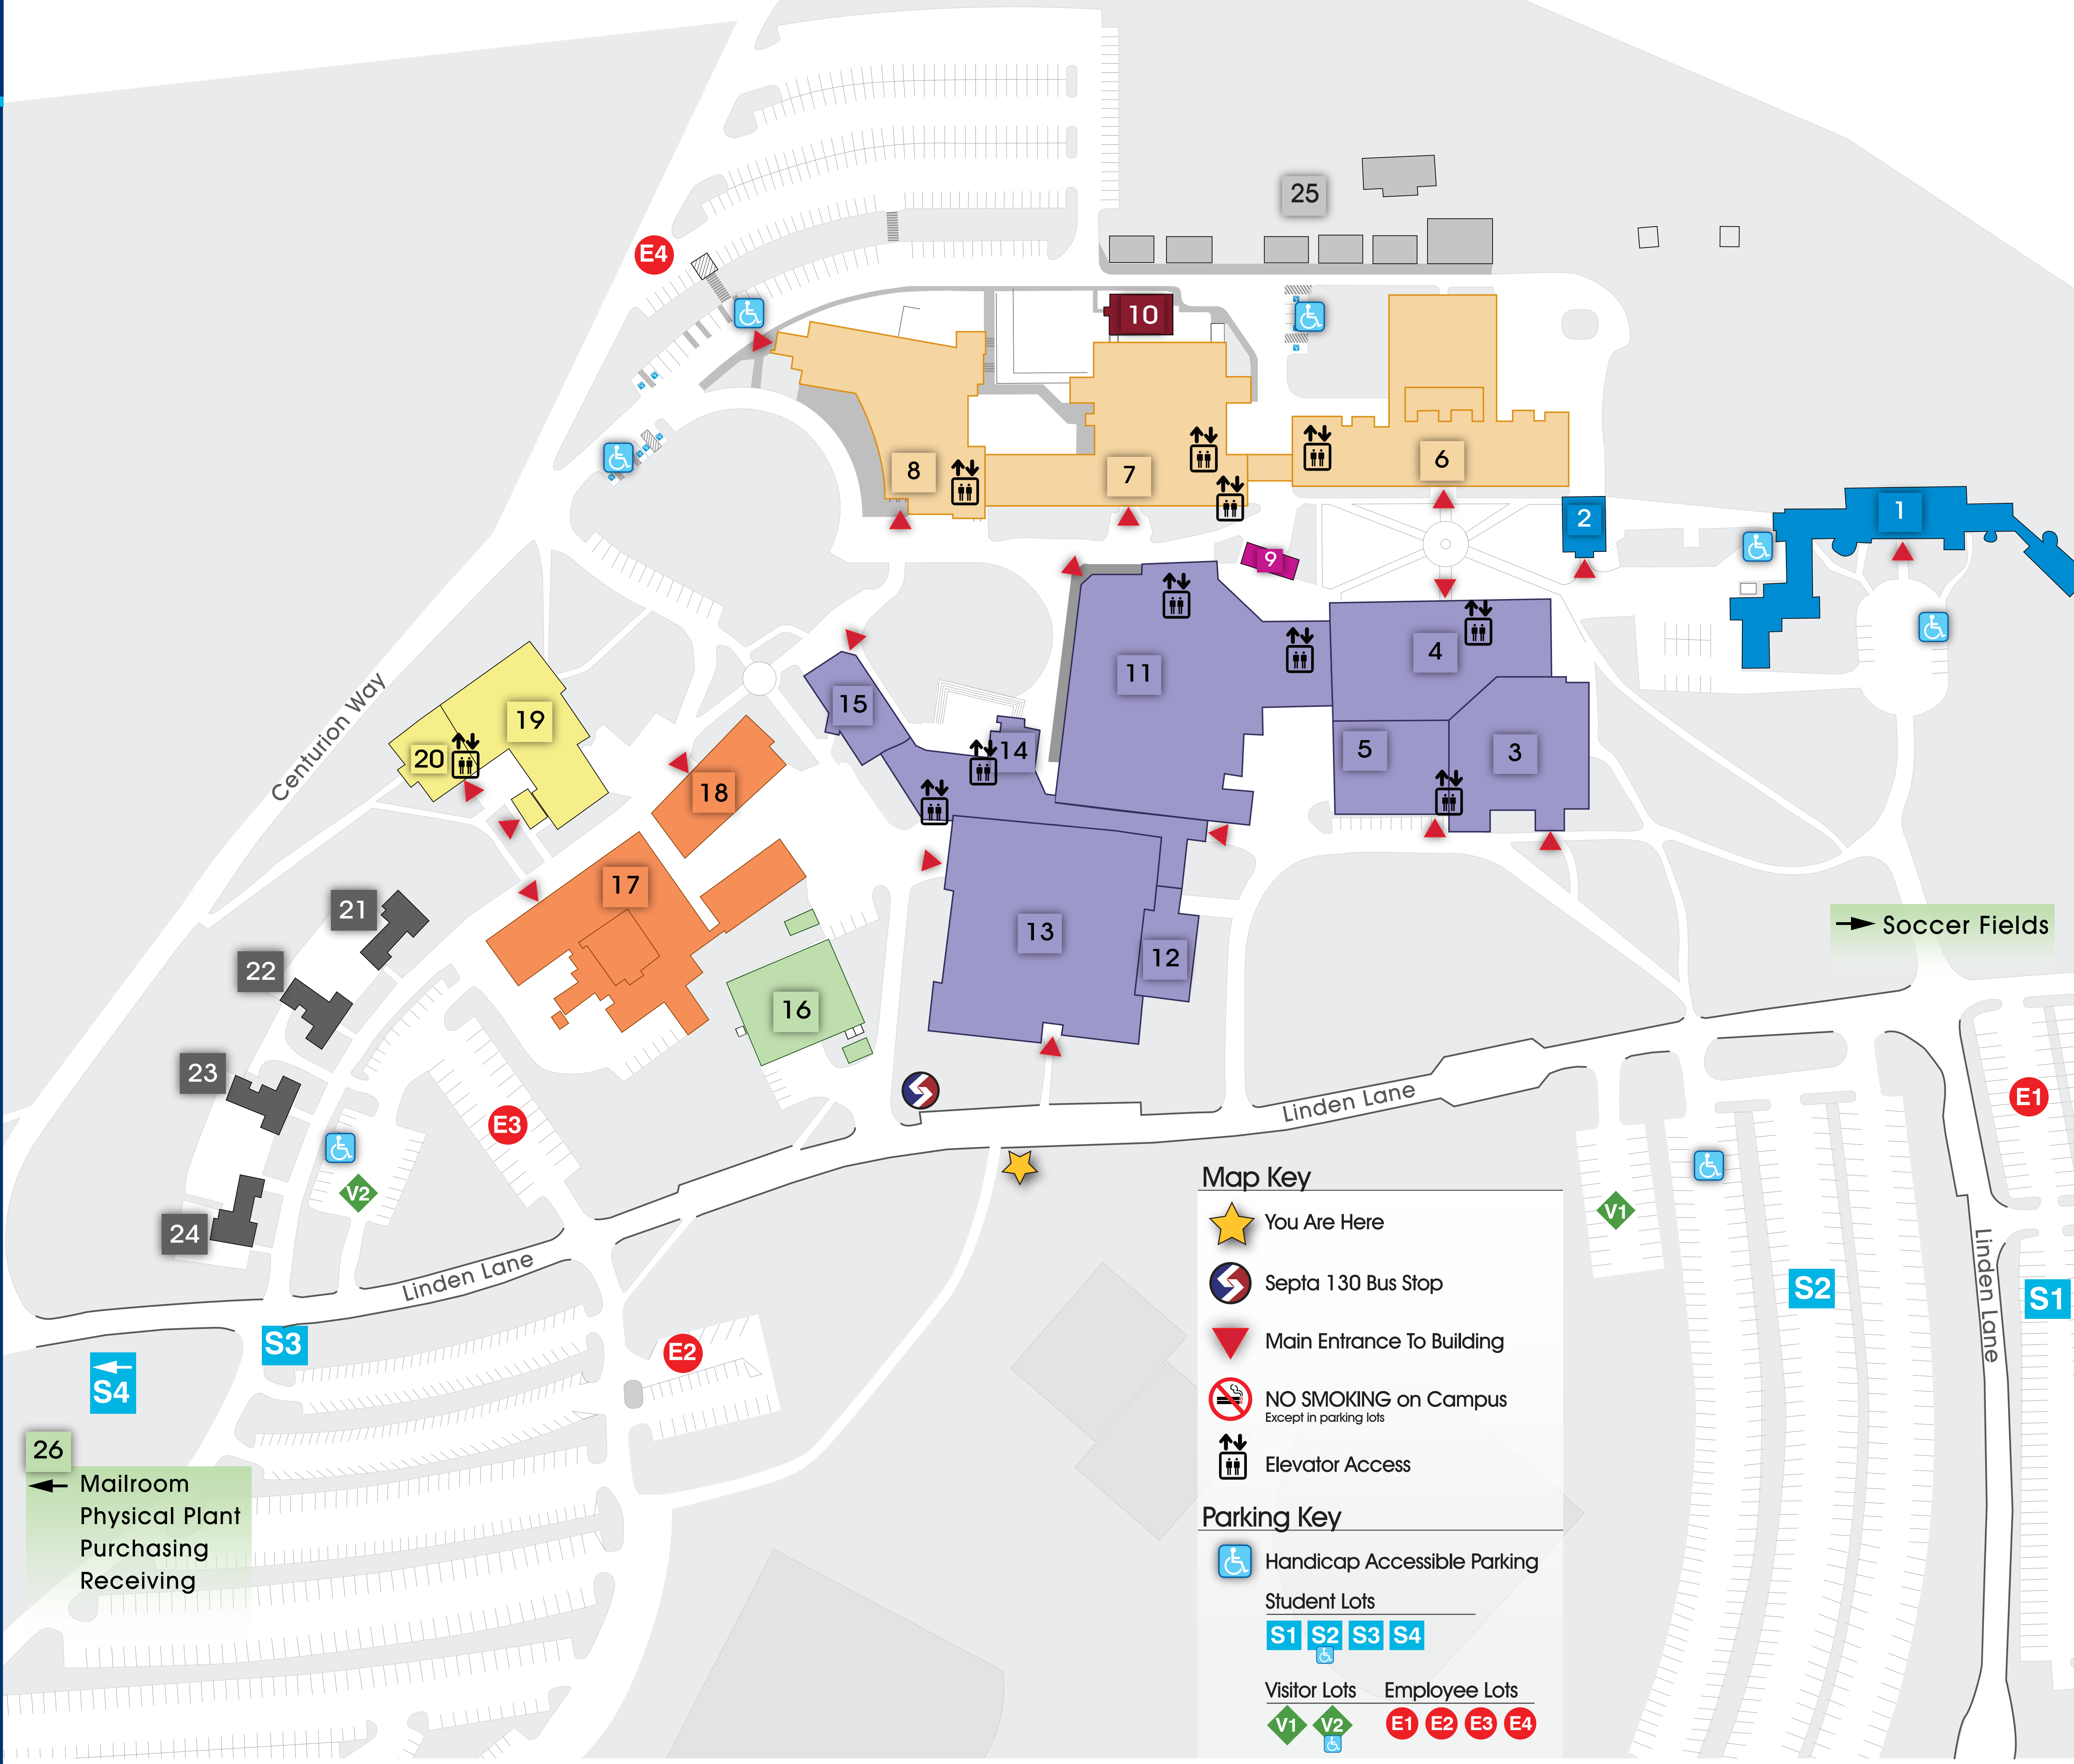 25
E4
10
8
7
6
1
2
9
11
4
15
14
5
3
19
20
18
17
21
22
23
24
16
13
12
Centurion Way
Soccer Fields
E3
V2
E1
Linden Lane
Linden Lane
Linden Lane
V1
S2
S1
S3
S4
E2
26
Mailroom
Physical Plant
Purchasing
Receiving
Map Key
You Are Here
Septa 130 Bus Stop
Main Entrance To Building
NO SMOKING on Campus
Except in parking lots
Elevator Access
Parking Key
Handicap Accessible Parking
Student Lots
S1 S2 S3 S4
Visitor Lots Employee Lots
V1 V2 E1 E2 E3 E4